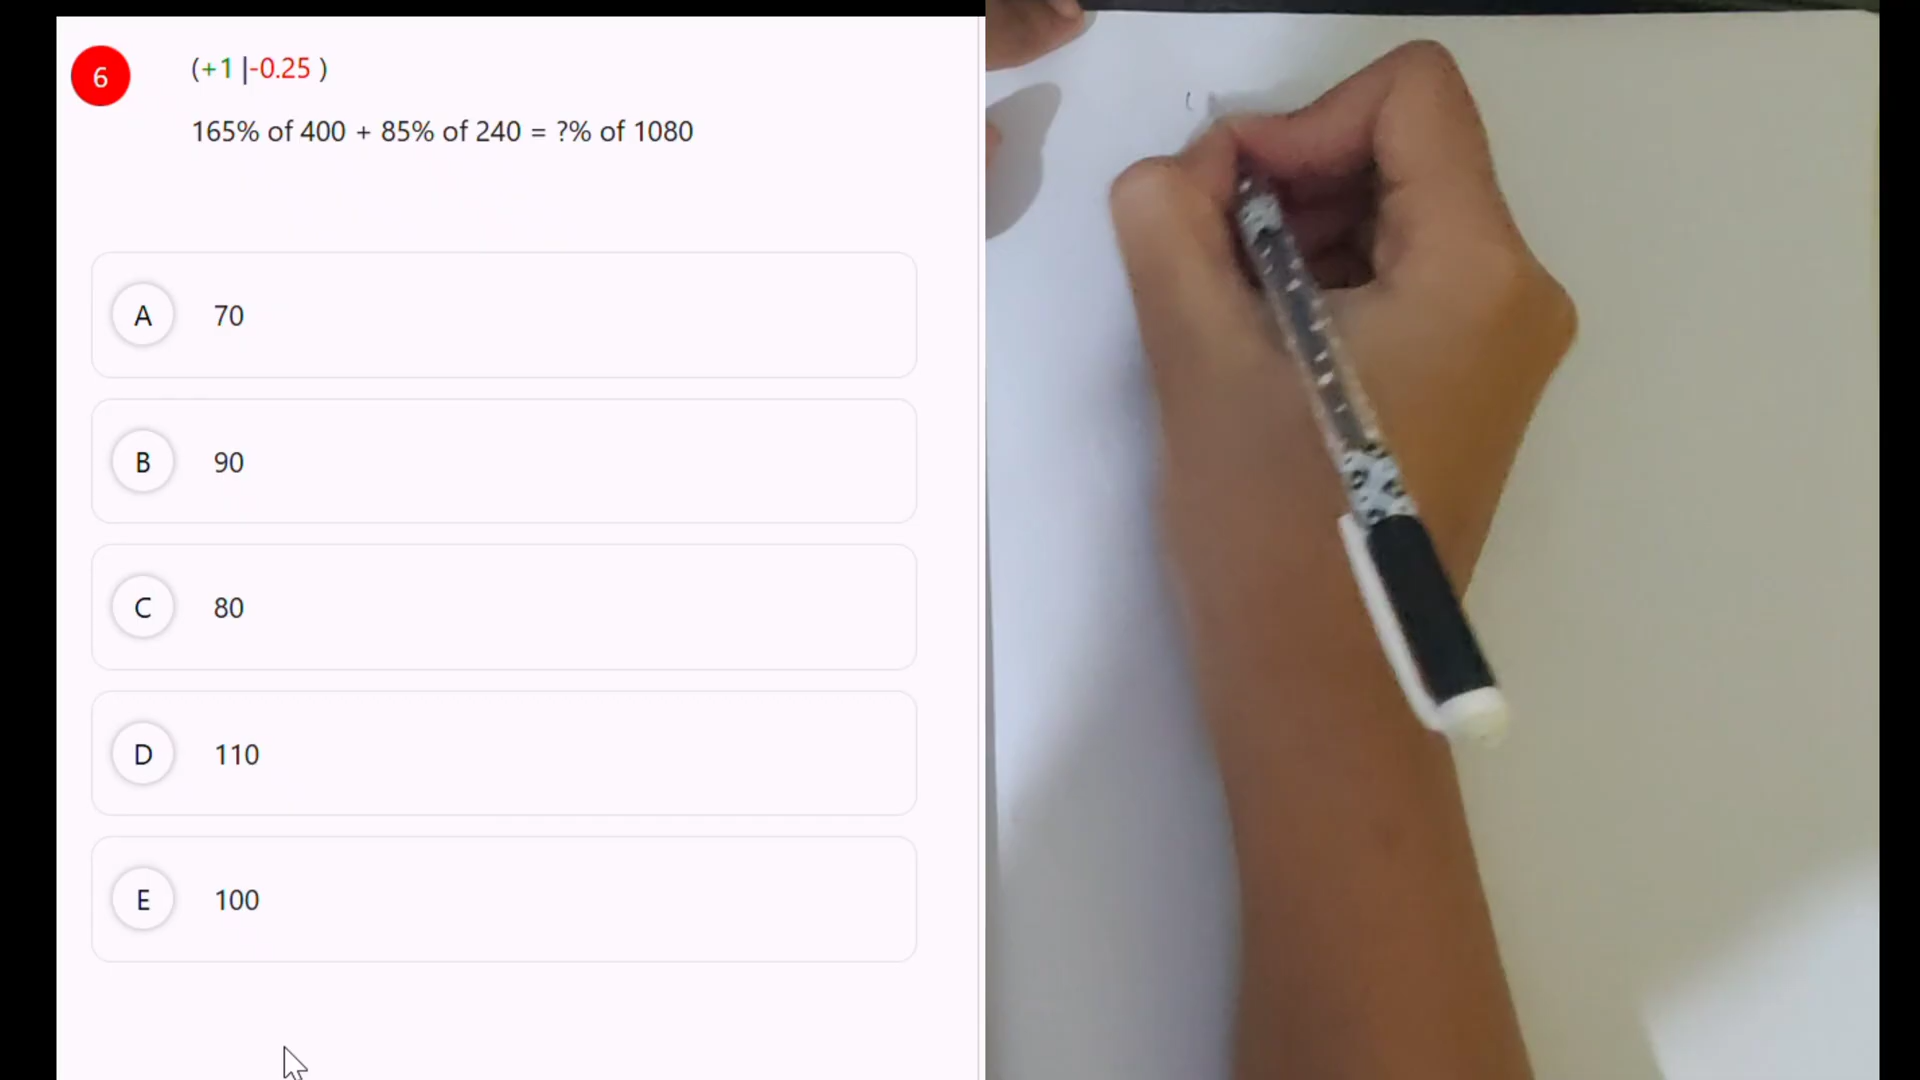 6
(+1 |-0.25 )
165% of 400 + 85% of 240 = ?% of 1080
A 70
B 90
C 80
D 110
E 100